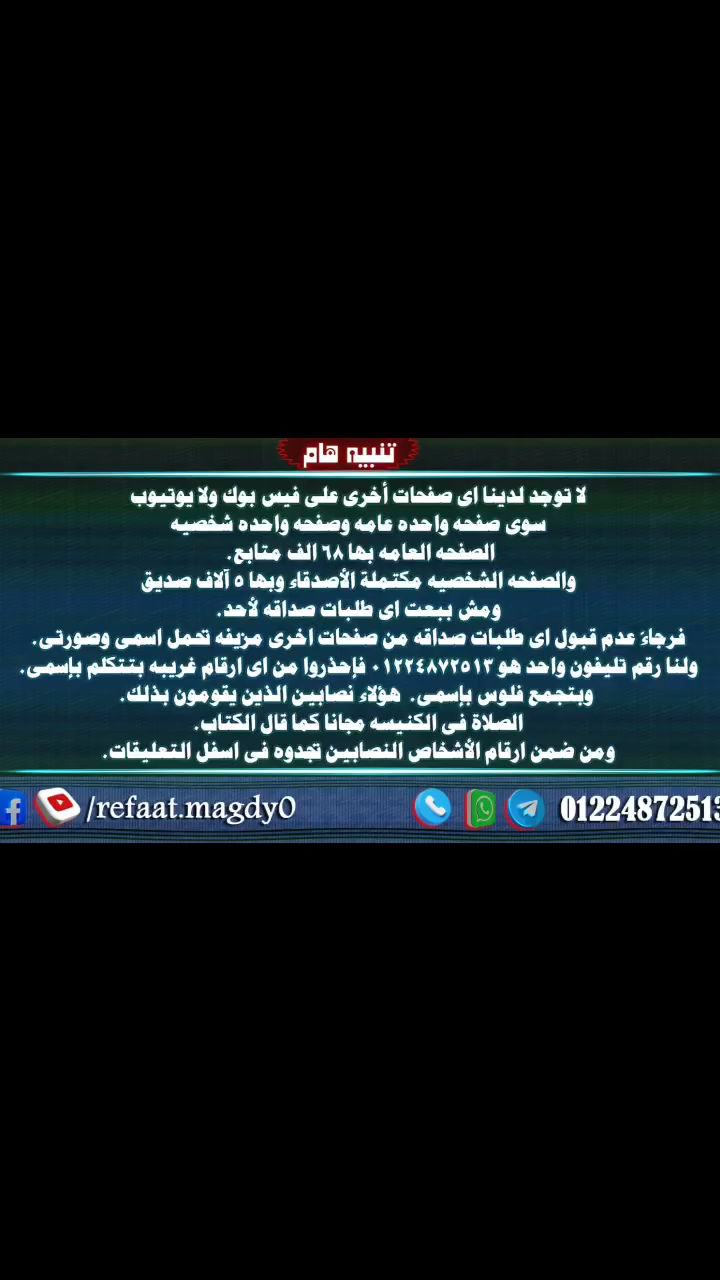 تنبيه هام
لا توجد لدينا اى صفحات أخرى على فيس بوك ولا يوتيوب
سوى صفحه واحده عامه وصفحه واحده شخصيه
الصفحه العامه بها ٦٨ الف متابع.
والصفحه الشخصيه مكتملة الأصدقاء وبها ٥ آلاف صديق
ومش ببعت اى طلبات صداقه لأحد.
فرجاءً عدم قبول اى طلبات صداقه من صفحات اخرى مزيفه تحمل اسمى وصورتى.
ولنا رقم تليفون واحد هو ٠١٢٢٤٨٧٢٥١٣ فإحذروا من اى ارقام غريبه بتتكلم بإسمى.
وبتجمع فلوس بإسمى. هؤلاء نصابين الذين يقومون بذلك.
الصلاة فى الكنيسه مجانا كما قال الكتاب.
ومن ضمن ارقام الأشخاص النصابين تجدوه فى اسفل التعليقات.
/refaat.magdy0 01224872513